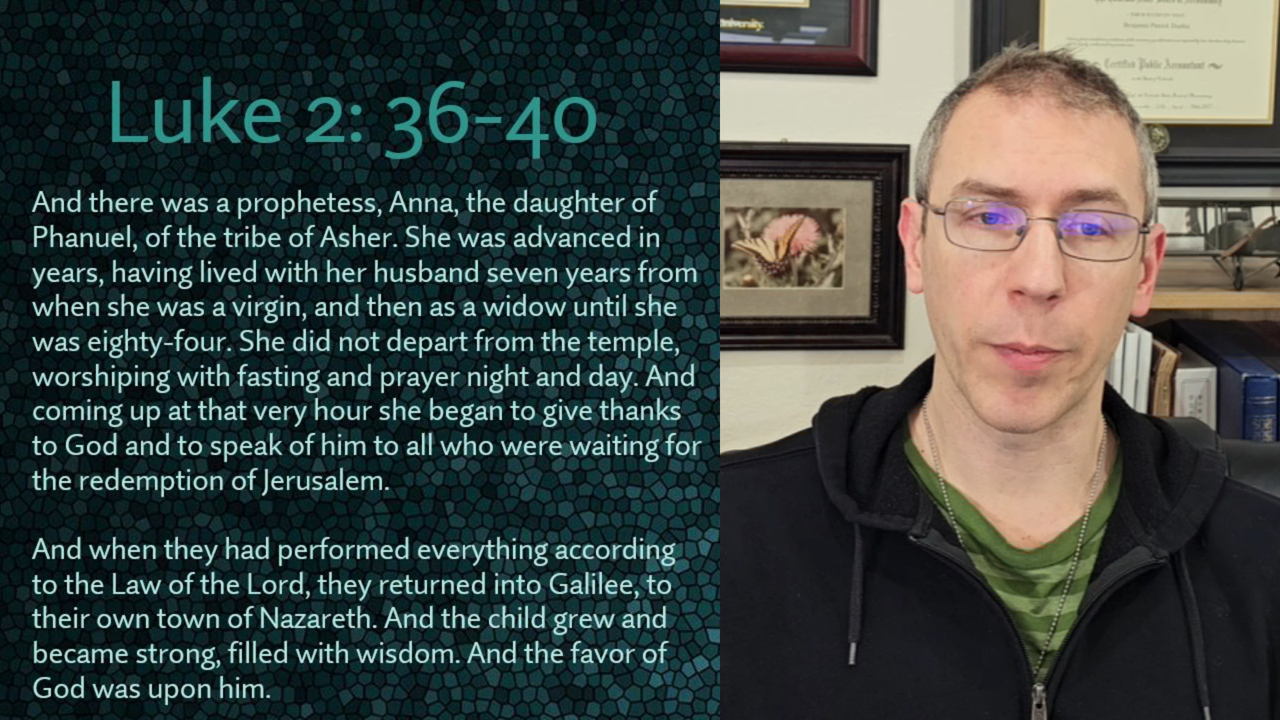 Luke 2: 36-40
And there was a prophetess, Anna, the daughter of
Phanuel, of the tribe of Asher. She was advanced in
years, having lived with her husband seven years from
when she was a virgin, and then as a widow until she
was eighty-four. She did not depart from the temple,
worshiping with fasting and prayer night and day. And
coming up at that very hour she began to give thanks
to God and to speak of him to all who were waiting for
the redemption of Jerusalem.
And when they had performed everything according
to the Law of the Lord, they returned into Galilee, to
their own town of Nazareth. And the child grew and
became strong, filled with wisdom. And the favor of
God was upon him.
University.
Certified Public Accountant